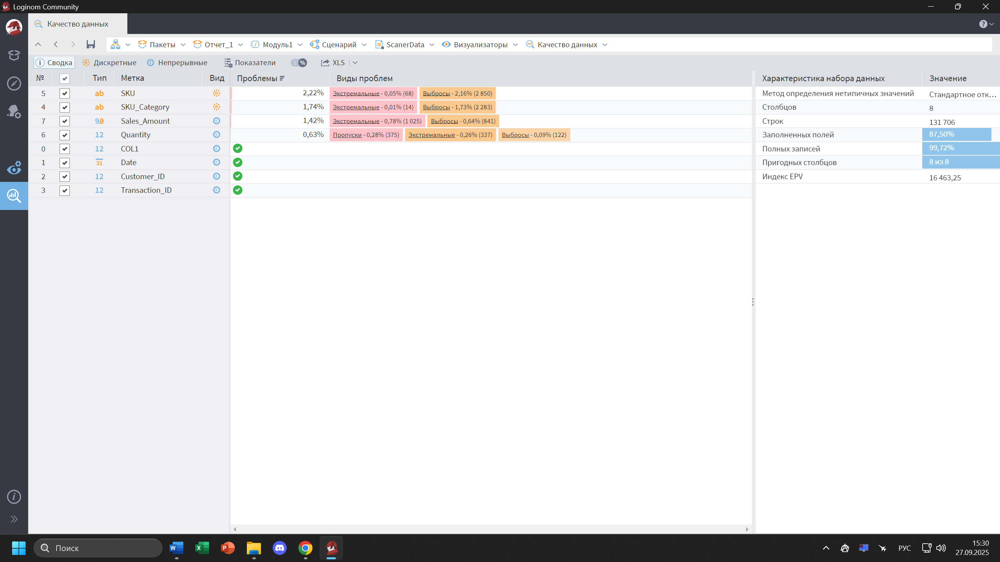 Loginom Community
Качество данных
Пакеты Отчет_1 Модуль1 Сценарий ScanerData Визуализаторы Качество данных
Сводка Дискретные Непрерывные Показатели 1 % XLS
№ Тип Метка Вид Проблемы Виды проблем
5 ab SKU 2,22% Экстремальные - 0,05% (68) Выбросы - 2,16% (2 850)
4 ab SKU_Category 1,74% Экстремальные - 0,01% (14) Выбросы - 1,73% (2 283)
7 9.0 Sales_Amount 1,42% Экстремальные - 0,78% (1 025) Выбросы - 0,64% (841)
6 12 Quantity 0,63% Пропуски - 0,28% (375) Экстремальные - 0,26% (337) Выбросы - 0,09% (122)
0 12 COL1
1 31 Date
2 12 Customer_ID
3 12 Transaction_ID
Характеристика набора данных Значение
Метод определения нетипичных значений Стандартное отк...
Столбцов 8
Строк 131 706
Заполненных полей 87,50%
Полных записей 99,72%
Пригодных столбцов 8 из 8
Индекс EPV 16 463,25
Поиск
РУС
15:30
27.09.2025